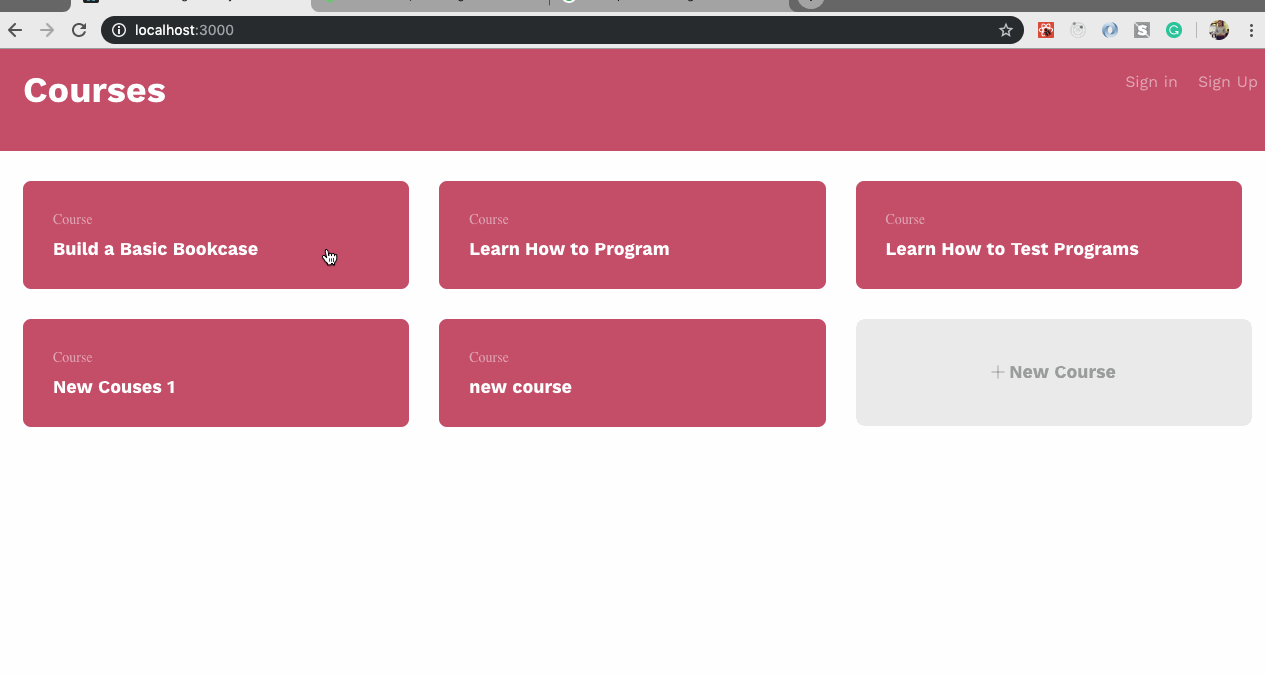 localhost:3000
Courses
Sign in Sign Up
Course
Build a Basic Bookcase
Course
Learn How to Program
Course
Learn How to Test Programs
Course
New Couses 1
Course
new course
+ New Course